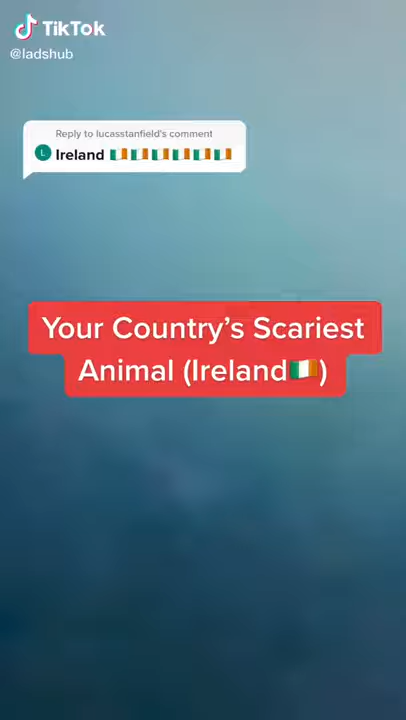 TikTok
@ladshub
Reply to lucasstanfield's comment
L Ireland 🇮🇪🇮🇪🇮🇪🇮🇪🇮🇪🇮🇪
Your Country's Scariest
Animal (Ireland🇮🇪)